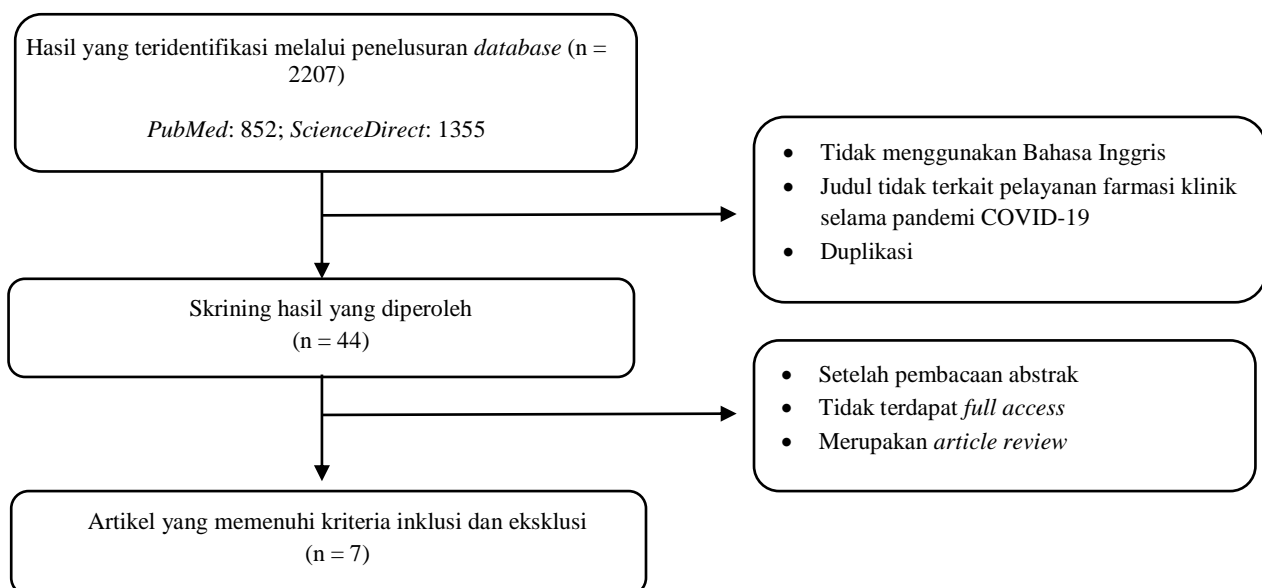 Hasil yang teridentifikasi melalui penelusuran database (n =
2207)
PubMed: 852; ScienceDirect: 1355
• Tidak menggunakan Bahasa Inggris
• Judul tidak terkait pelayanan farmasi klinik
selama pandemi COVID-19
• Duplikasi
Skrining hasil yang diperoleh
(n = 44)
• Setelah pembacaan abstrak
• Tidak terdapat full access
• Merupakan article review
Artikel yang memenuhi kriteria inklusi dan eksklusi
(n = 7)